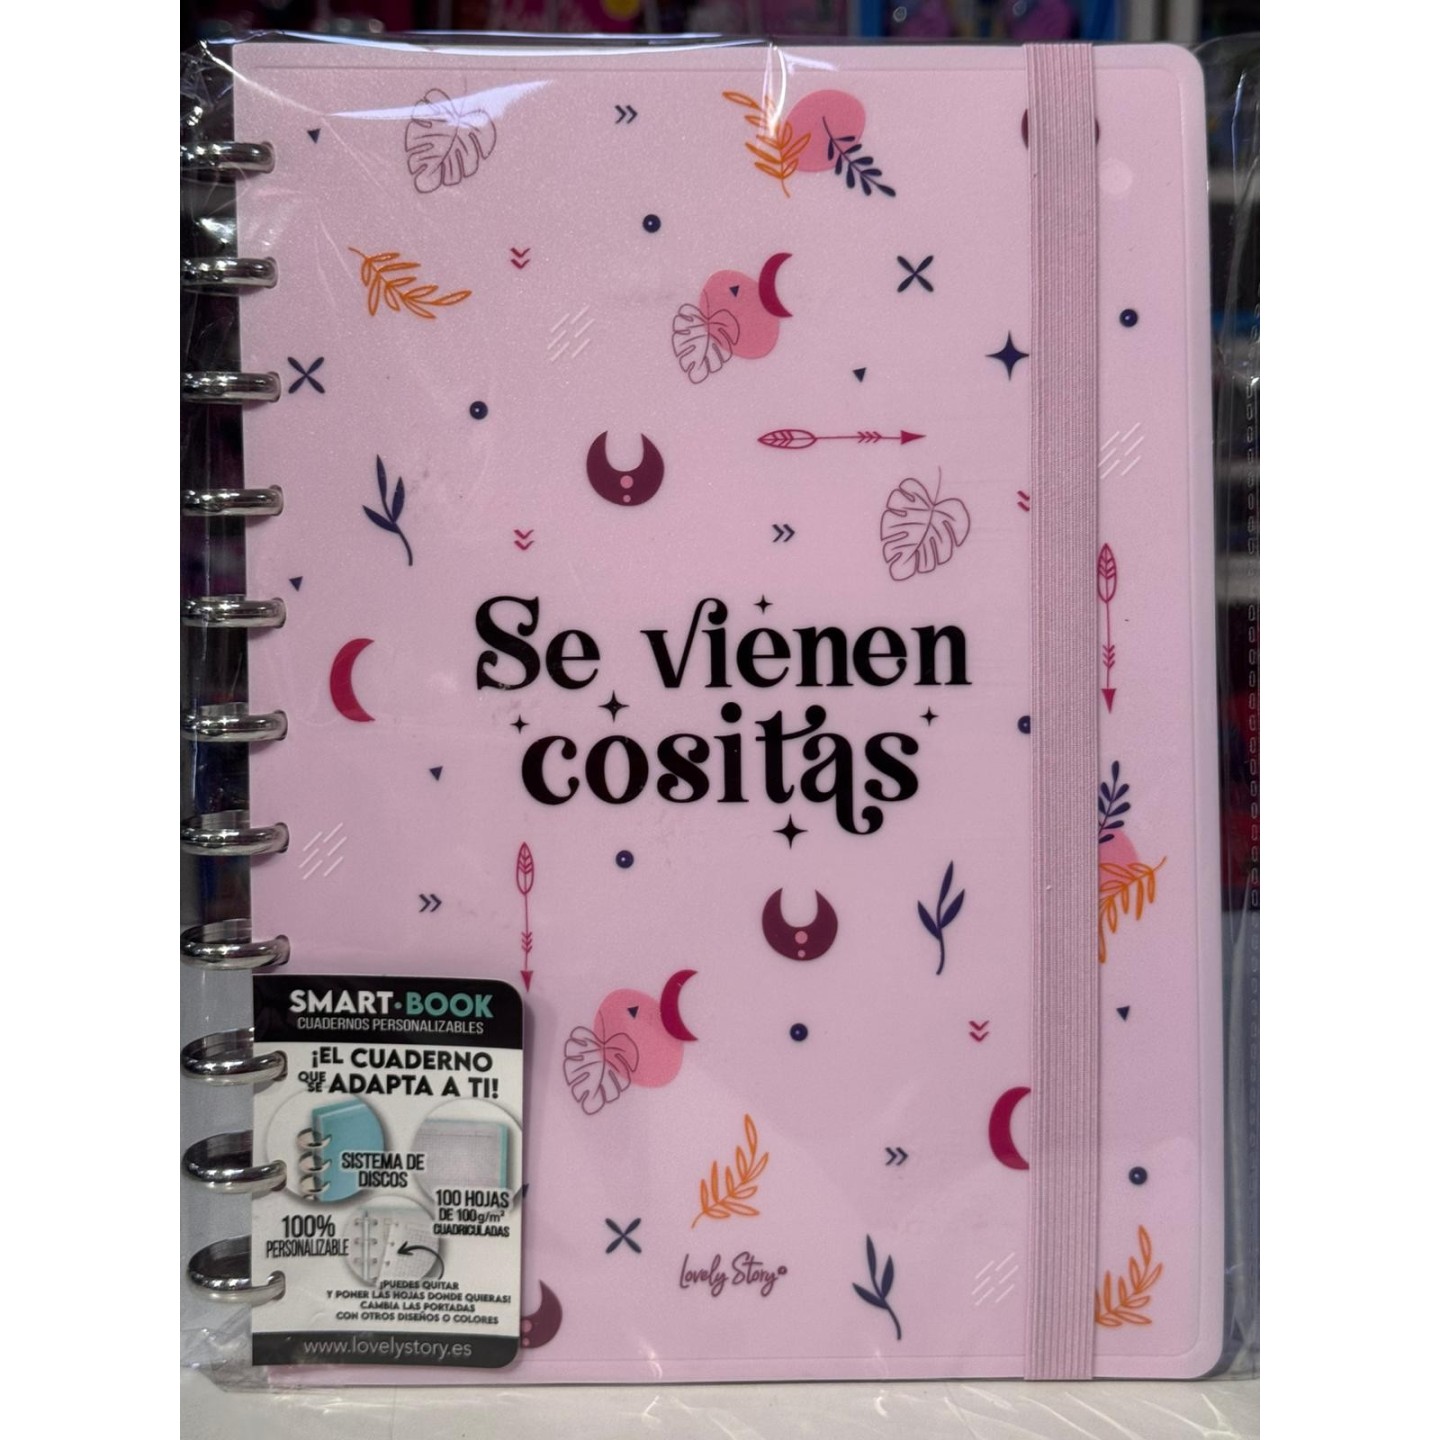 Se vienen
cositas
Lovely Story
SMART·BOOK
CUADERNOS PERSONALIZABLES
¡EL CUADERNO
QUE SE ADAPTA A TI!
SISTEMA DE
DISCOS
100 HOJAS
DE 100g/m²
CUADRICULADAS
100%
PERSONALIZABLE
¡PUEDES QUITAR
Y PONER LAS HOJAS DONDE QUIERAS!
CAMBIA LAS PORTADAS
CON OTROS DISEÑOS O COLORES
www.lovelystory.es